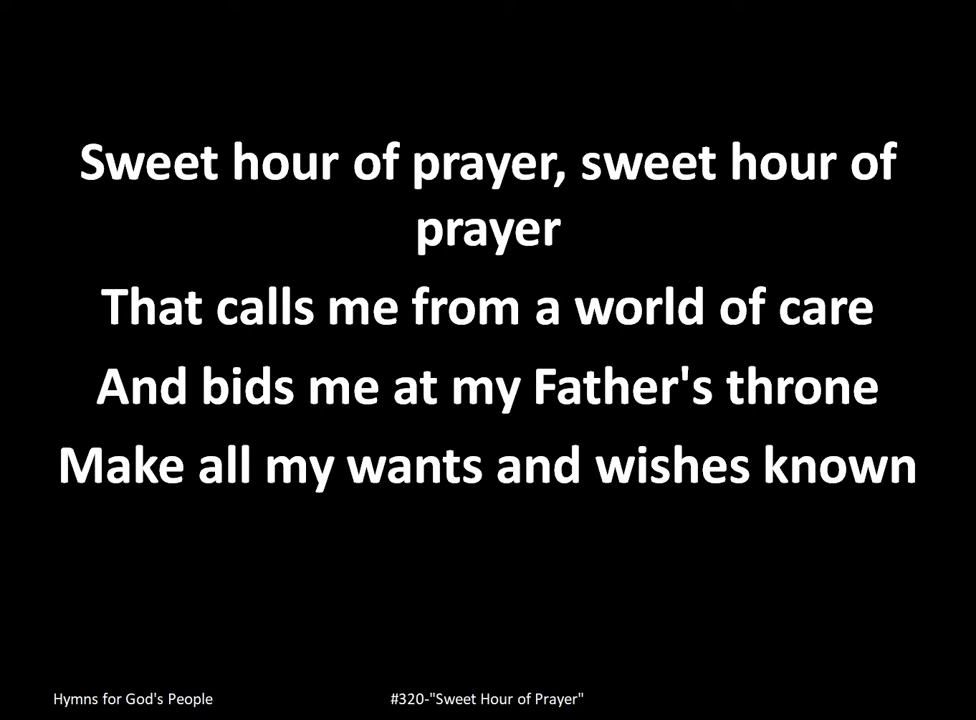 Sweet hour of prayer, sweet hour of
prayer
That calls me from a world of care
And bids me at my Father's throne
Make all my wants and wishes known
Hymns for God's People
#320-"Sweet Hour of Prayer"